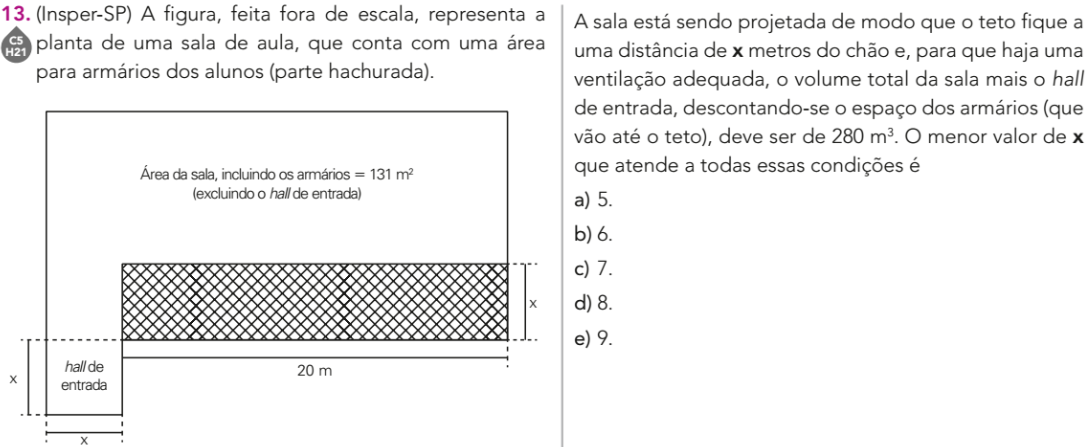 13. (Insper-SP) A figura, feita fora de escala, representa a
C5
H21
planta de uma sala de aula, que conta com uma área
para armários dos alunos (parte hachurada).
Área da sala, incluindo os armários = 131 m²
(excluindo o hall de entrada)
x
hall de
entrada
20 m
x
x
A sala está sendo projetada de modo que o teto fique a
uma distância de x metros do chão e, para que haja uma
ventilação adequada, o volume total da sala mais o hall
de entrada, descontando-se o espaço dos armários (que
vão até o teto), deve ser de 280 m³. O menor valor de x
que atende a todas essas condições é
a) 5.
b) 6.
c) 7.
d) 8.
e) 9.